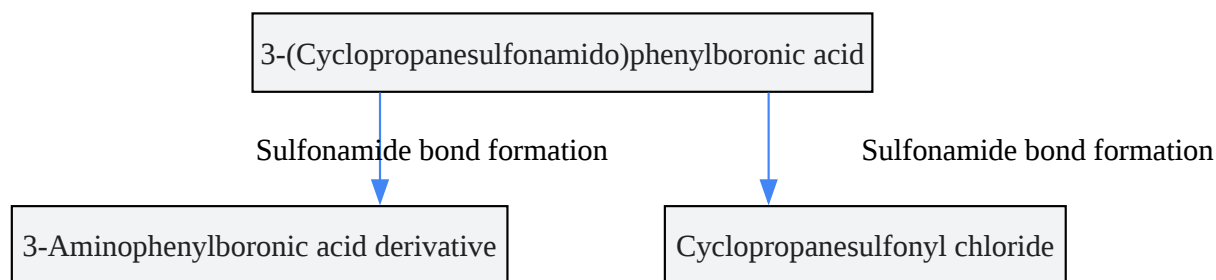 3-(Cyclopropanesulfonamido)phenylboronic acid
Sulfonamide bond formation
Sulfonamide bond formation
3-Aminophenylboronic acid derivative
Cyclopropanesulfonyl chloride